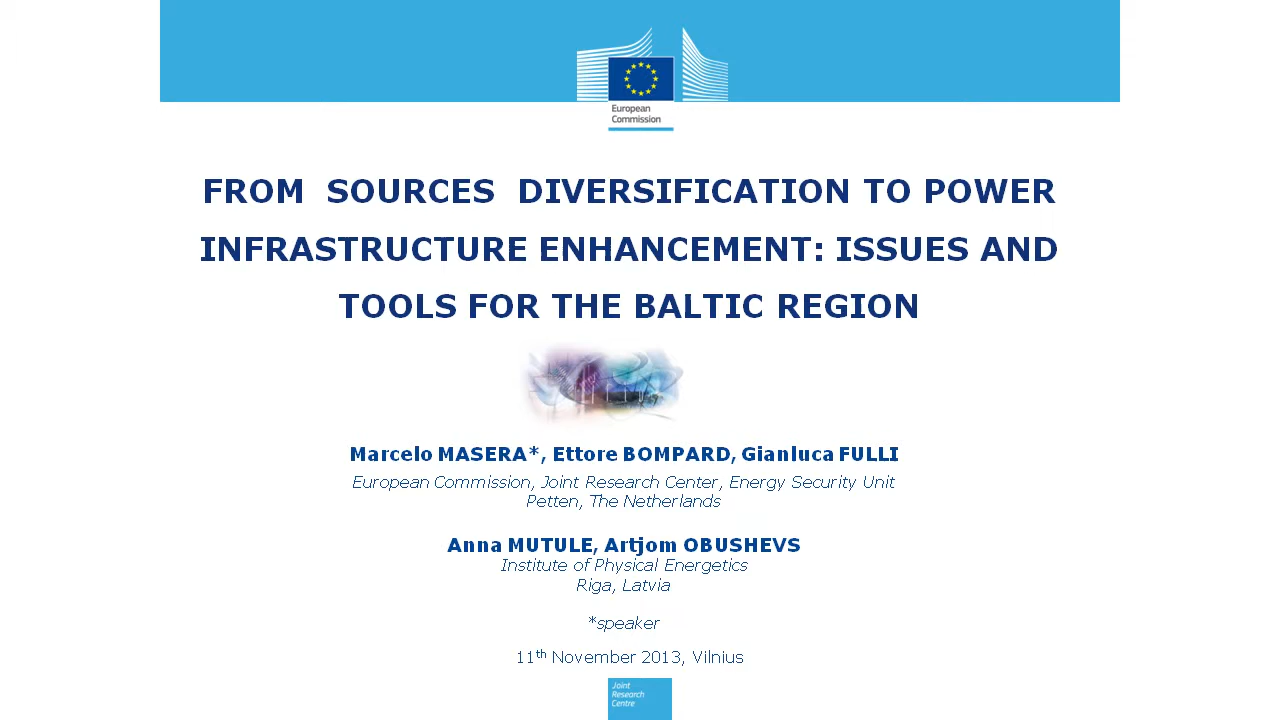 European
Commission
FROM SOURCES DIVERSIFICATION TO POWER
INFRASTRUCTURE ENHANCEMENT: ISSUES AND
TOOLS FOR THE BALTIC REGION
Marcelo MASERA*, Ettore BOMPARD, Gianluca FULLI
European Commission, Joint Research Center, Energy Security Unit
Petten, The Netherlands
Anna MUTULE, Artjom OBUSHEVS
Institute of Physical Energetics
Riga, Latvia
*speaker
11th November 2013, Vilnius
Joint
Research
Centre